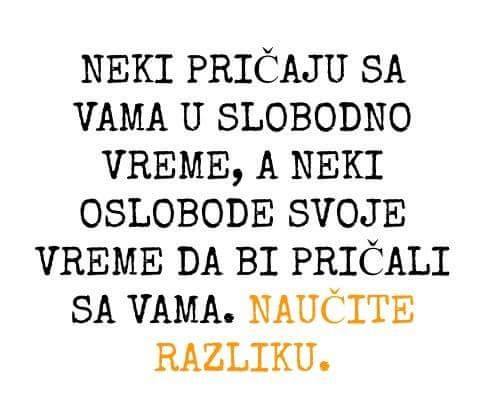 NEKI PRIČAJU SA
VAMA U SLOBODNO
VREME, A NEKI
OSLOBODE SVOJE
VREME DA BI PRIČALI
SA VAMA. NAUČITE
RAZLIKU.